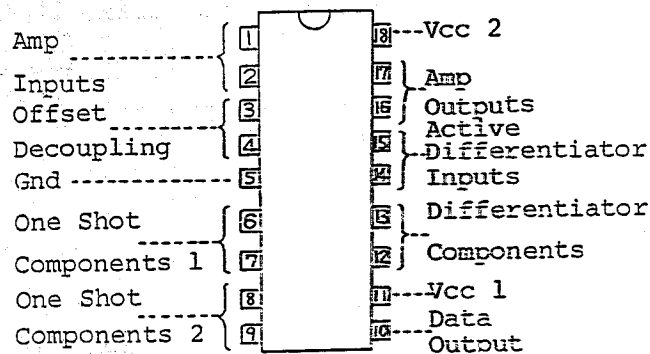 Amp
Inputs
Offset
Decoupling
Gnd
One Shot
Components 1
One Shot
Components 2
1
2
3
4
5
6
7
8
9
18
17
16
15
14
13
12
11
10
Vcc 2
Amp
Outputs
Active
Differentiator
Inputs
Differentiator
Components
Vcc 1
Data
Output